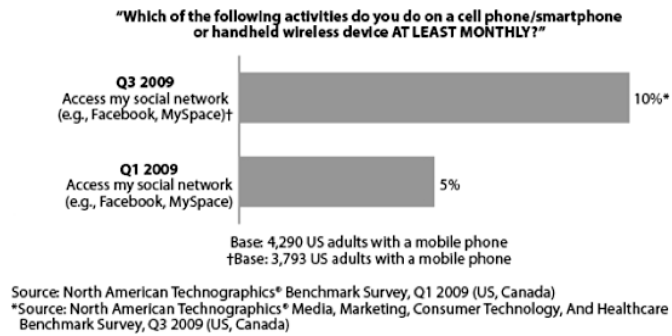 "Which of the following activities do you do on a cell phone/smartphone
or handheld wireless device AT LEAST MONTHLY?"
Q3 2009
Access my social network
(e.g., Facebook, MySpace)†
10%*
Q1 2009
Access my social network
(e.g., Facebook, MySpace)
5%
Base: 4,290 US adults with a mobile phone
†Base: 3,793 US adults with a mobile phone
Source: North American Technographics® Benchmark Survey, Q1 2009 (US, Canada)
*Source: North American Technographics® Media, Marketing, Consumer Technology, And Healthcare
Benchmark Survey, Q3 2009 (US, Canada)